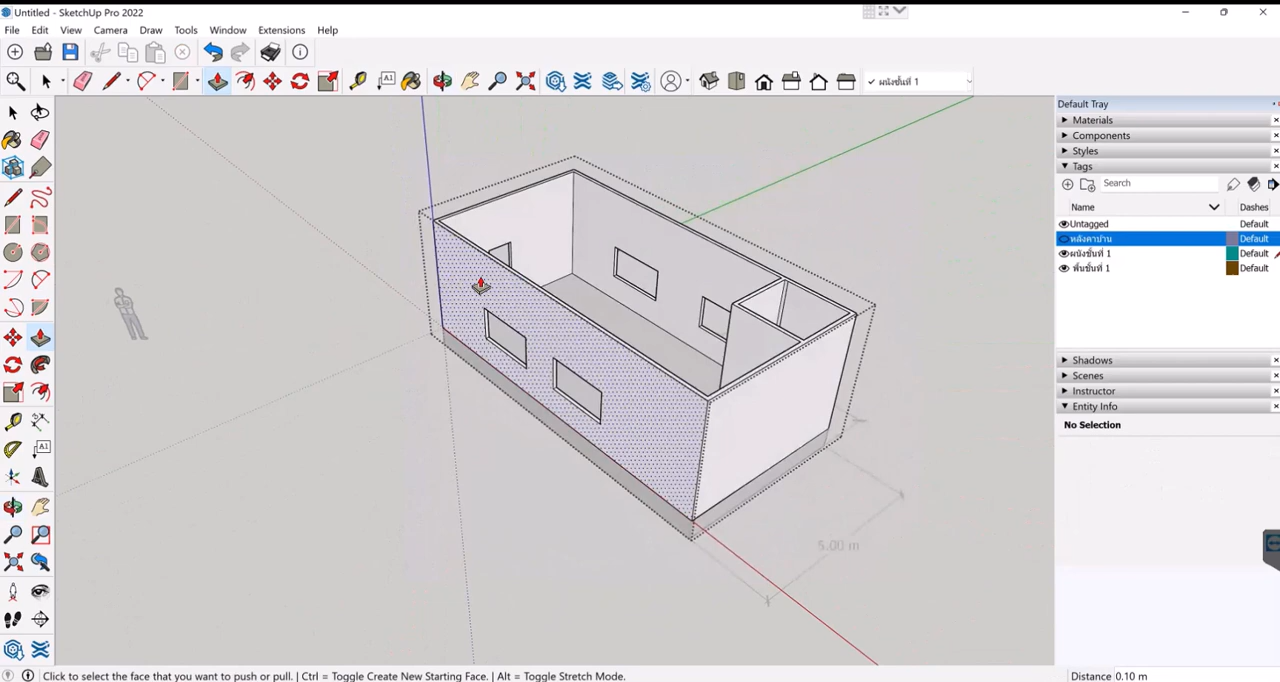 Untitled - SketchUp Pro 2022
File Edit View Camera Draw Tools Window Extensions Help
✓ ผนังชั้นที่ 1
Default Tray
Materials
Components
Styles
Tags
Search
Name Dashes
Untagged Default
หลังคาบ้าน Default
ผนังชั้นที่ 1 Default
พื้นชั้นที่ 1 Default
Shadows
Scenes
Instructor
Entity Info
No Selection
A1
A1
5.00 m
Click to select the face that you want to push or pull. | Ctrl = Toggle Create New Starting Face. | Alt = Toggle Stretch Mode. Distance 0.10 m